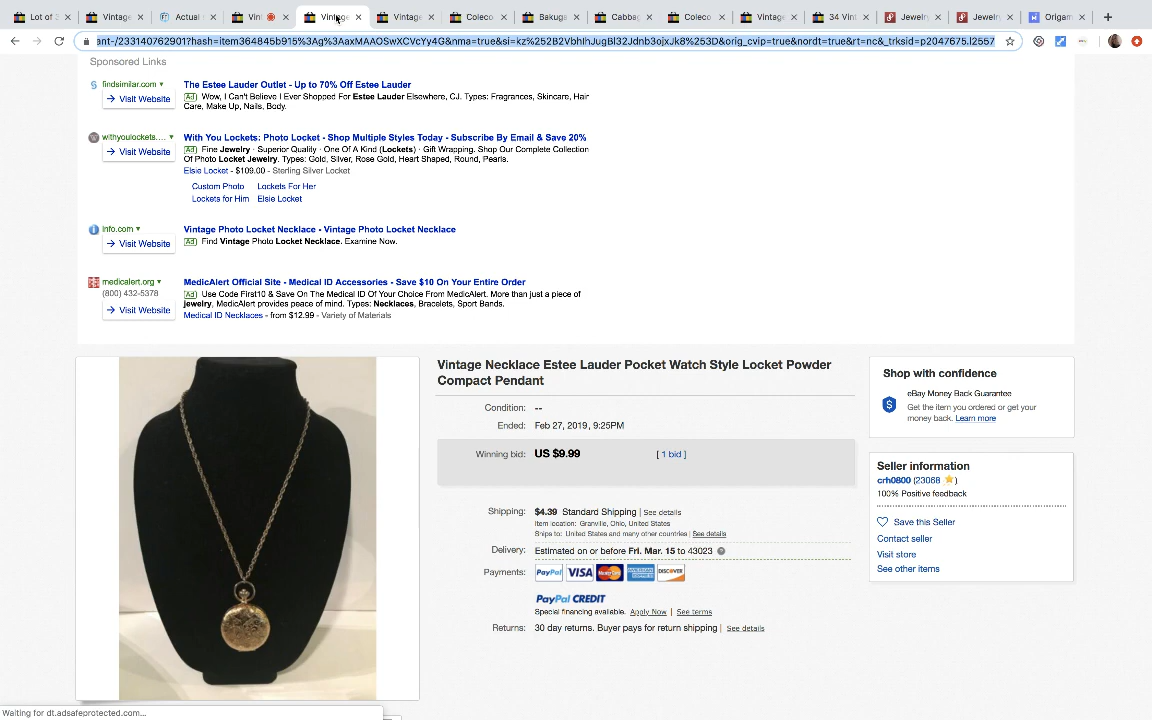 Lot of
Vintage
Actual
Vin
Vintage
Vintage
Coleco
Bakuga
Cabbag
Coleco
Vintage
34 Vint
Jewelry
Jewelry
Origam
ant-/233140762901?hash=item364845b915%3Ag%3AaxMAAOSwXCVcYy4G&nma=true&si=kz%252B2VbhIhJugBl32Jdnb3ojxJk8%253D&orig_cvip=true&nordt=true&rt=nc&_trksid=p2047675.l2557
Sponsored Links
findsimilar.com
Visit Website
The Estee Lauder Outlet - Up to 70% Off Estee Lauder
Ad Wow, I Can't Believe I Ever Shopped For Estee Lauder Elsewhere, CJ. Types: Fragrances, Skincare, Hair
Care, Make Up, Nails, Body.
withyoulockets....
Visit Website
With You Lockets: Photo Locket - Shop Multiple Styles Today - Subscribe By Email & Save 20%
Ad Fine Jewelry · Superior Quality · One Of A Kind (Lockets) · Gift Wrapping. Shop Our Complete Collection
Of Photo Locket Jewelry. Types: Gold, Silver, Rose Gold, Heart Shaped, Round, Pearls.
Elsie Locket - $109.00 - Sterling Silver Locket
Custom Photo Lockets For Her
Lockets for Him Elsie Locket
info.com
Visit Website
Vintage Photo Locket Necklace - Vintage Photo Locket Necklace
Ad Find Vintage Photo Locket Necklace. Examine Now.
medicalert.org
(800) 432-5378
Visit Website
MedicAlert Official Site - Medical ID Accessories - Save $10 On Your Entire Order
Ad Use Code First10 & Save On The Medical ID Of Your Choice From MedicAlert. More than just a piece of
jewelry, MedicAlert provides peace of mind. Types: Necklaces, Bracelets, Sport Bands.
Medical ID Necklaces - from $12.99 - Variety of Materials
Vintage Necklace Estee Lauder Pocket Watch Style Locket Powder
Compact Pendant
Condition: --
Ended: Feb 27, 2019, 9:25PM
Winning bid: US $9.99 [ 1 bid ]
Shipping: $4.39 Standard Shipping | See details
Item location: Granville, Ohio, United States
Ships to: United States and many other countries | See details
Delivery: Estimated on or before Fri. Mar. 15 to 43023
Payments: PayPal VISA MasterCard AMERICAN EXPRESS DISCOVER
PayPal CREDIT
Special financing available. Apply Now | See terms
Returns: 30 day returns. Buyer pays for return shipping | See details
Shop with confidence
eBay Money Back Guarantee
Get the item you ordered or get your
money back. Learn more
Seller information
crh0800 (23068 )
100% Positive feedback
Save this Seller
Contact seller
Visit store
See other items
Waiting for dt.adsafeprotected.com...